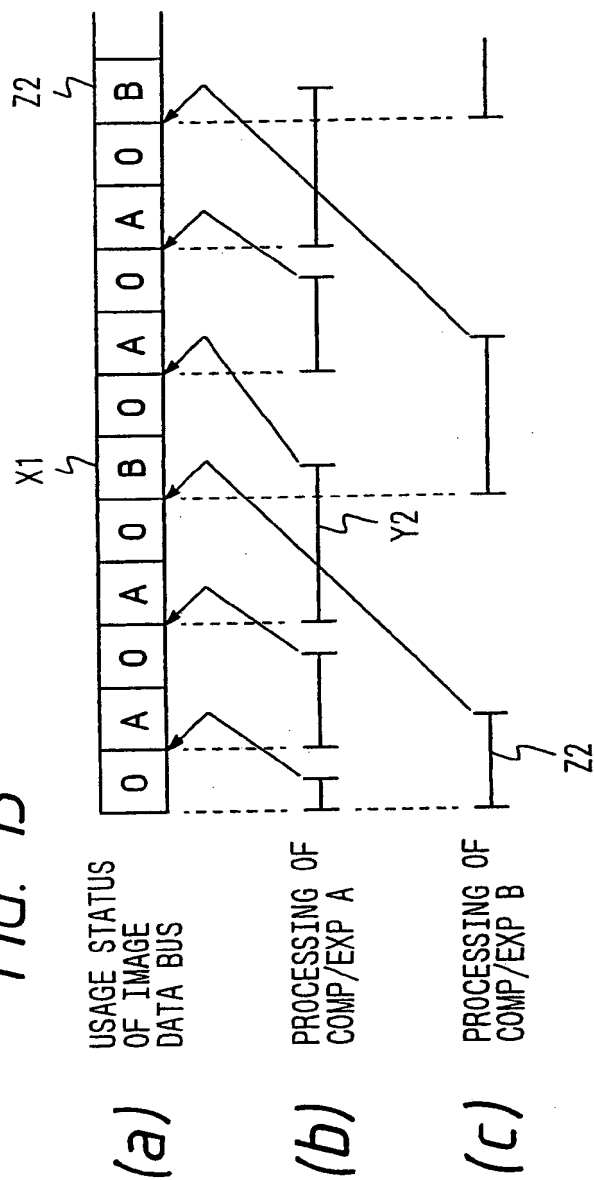 FIG.
X1
Z2
(a)
USAGE STATUS
OF IMAGE
DATA BUS
0 A 0 A 0 B 0 A 0 A 0 B
(b)
PROCESSING OF
COMP/EXP A
Y2
(c)
PROCESSING OF
COMP/EXP B
Z2